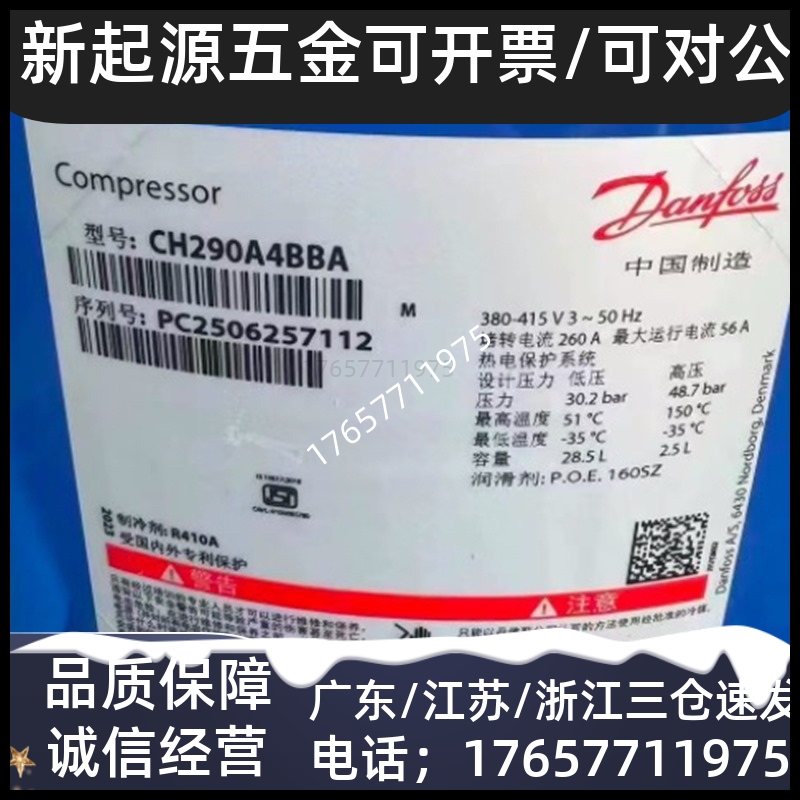 新起源五金可开票/可对公
Compressor
Danfoss
中国制造
型号: CH290A4BBA
序列号: PC2506257112
M
380-415 V 3 ~ 50 Hz
堵转电流 260 A 最大运行电流 56 A
热电保护系统
设计压力 低压 高压
压力 30.2 bar 48.7 bar
最高温度 51 °C 150 °C
最低温度 -35 °C -35 °C
容量 28.5 L 2.5 L
润滑剂: P.O.E. 160SZ
17657711975
17657711975
Danfoss A/S, 6430 Nordborg, Denmark
2023
制冷剂: R410A
受国内外专利保护
警告
注意
品质保障
诚信经营
广东/江苏/浙江三仓速发
电话；17657711975